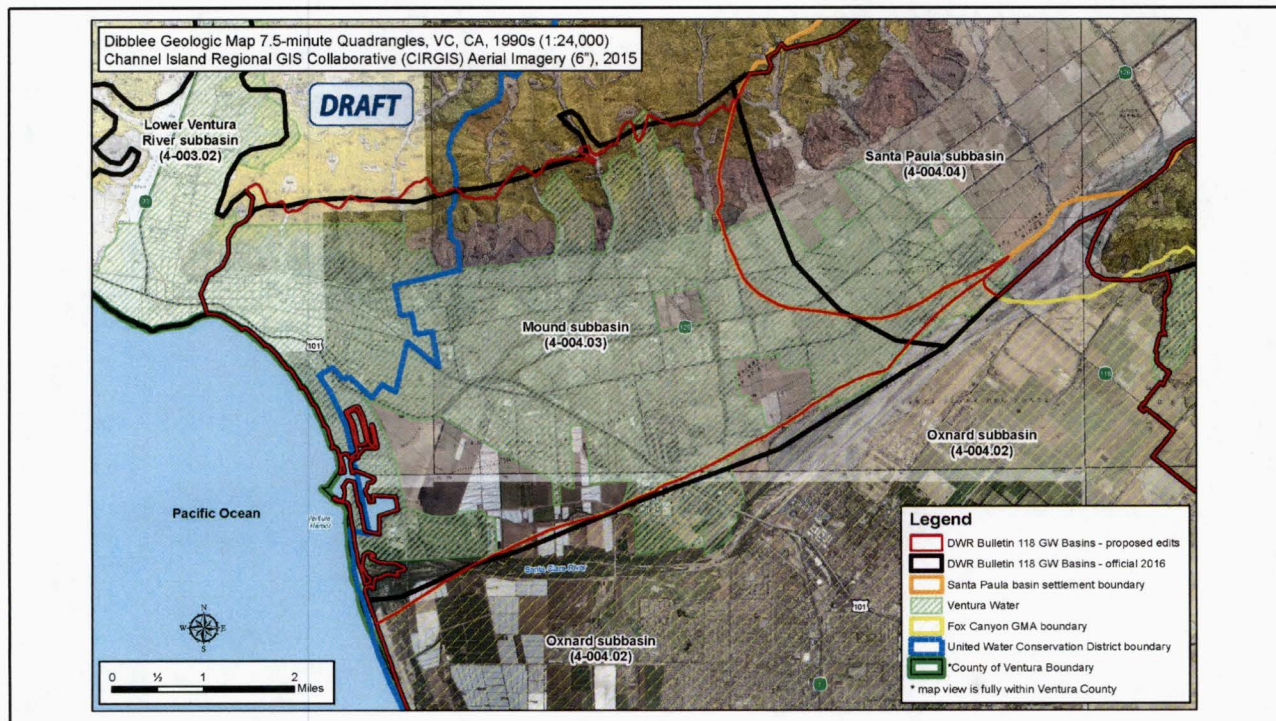 Dibblee Geologic Map 7.5-minute Quadrangles, VC, CA, 1990s (1:24,000)
Channel Island Regional GIS Collaborative (CIRGIS) Aerial Imagery (6"), 2015
DRAFT
Lower Ventura
River subbasin
(4-003.02)
Santa Paula subbasin
(4-004.04)
Mound subbasin
(4-004.03)
101
Oxnard subbasin
(4-004.02)
Pacific Ocean
Ventura
Harbor
Santa Clara River
101
Oxnard subbasin
(4-004.02)
N
W
E
S
0 ½ 1 2
Miles
Legend
DWR Bulletin 118 GW Basins - proposed edits
DWR Bulletin 118 GW Basins - official 2016
Santa Paula basin settlement boundary
Ventura Water
Fox Canyon GMA boundary
United Water Conservation District boundary
*County of Ventura Boundary
* map view is fully within Ventura County